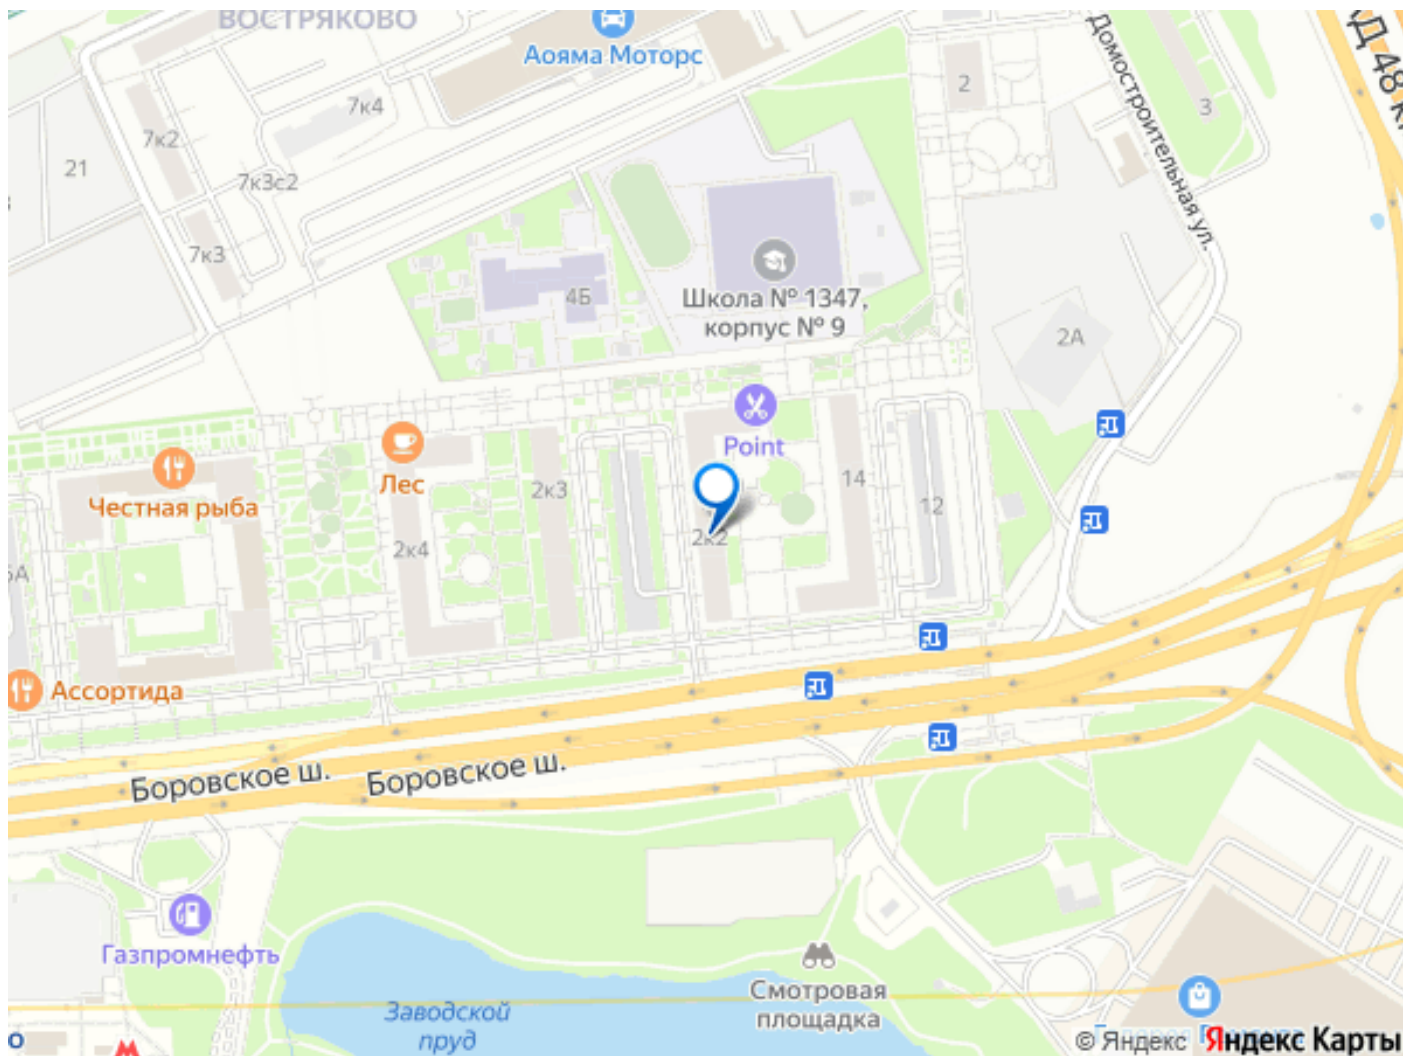 ВОСТРЯКОВО
Аояма Моторс
Домостроительная ул.
7к4
2
3
7к2
21
7к3с2
7к3
4Б
Школа № 1347,
корпус № 9
2А
Point
Лес
Честная рыба
2к3
14
12
2к2
2к4
Ассортида
Боровское ш.
Боровское ш.
Газпромнефть
Смотровая
площадка
Заводской
пруд
© Яндекс Яндекс Карты